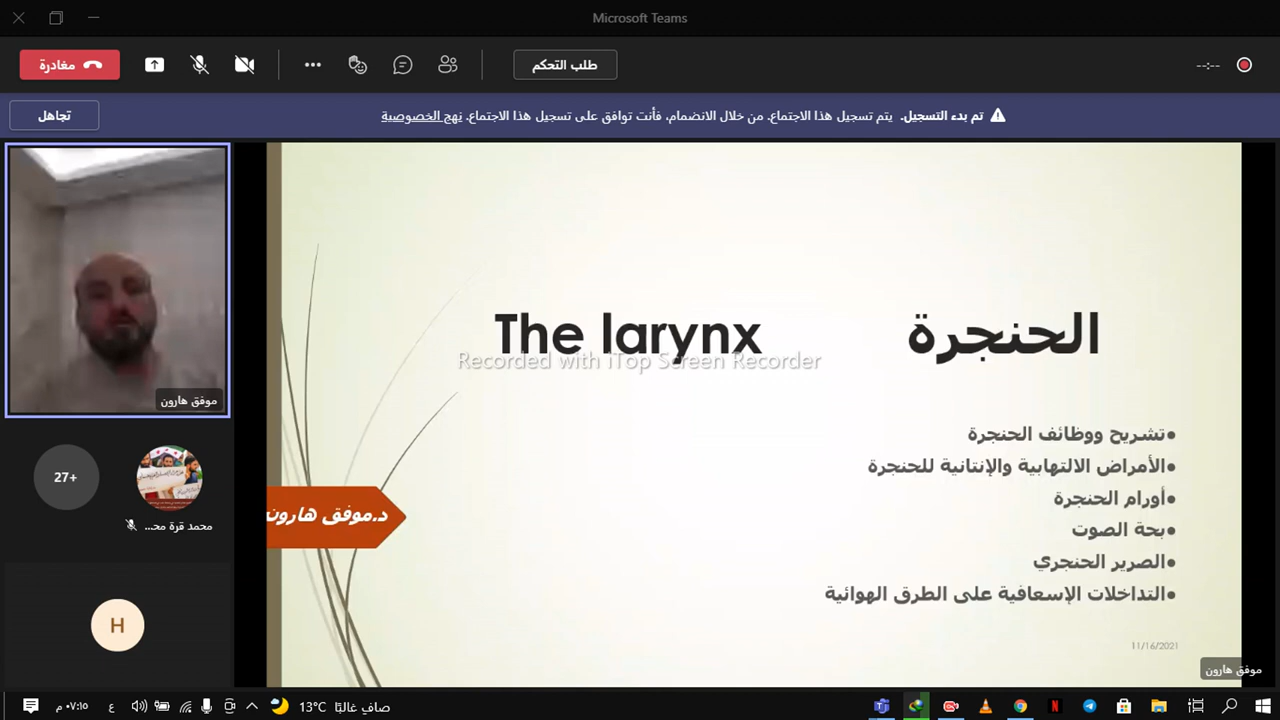 Microsoft Teams
مغادرة
طلب التحكم
--:--
تم بدء التسجيل. يتم تسجيل هذا الاجتماع. من خلال الانضمام، فأنت توافق على تسجيل هذا الاجتماع. نهج الخصوصية
تجاهل
موفق هارون
27+
محمد قرة محـ...
H
The larynx الحنجرة
Recorded with iTop Screen Recorder
●تشريح ووظائف الحنجرة
●الأمراض الالتهابية والإنتانية للحنجرة
●أورام الحنجرة
●بحة الصوت
●الصرير الحنجري
●التداخلات الإسعافية على الطرق الهوائية
د.موفق هارون
11/16/2021
موفق هارون
٠٧:١٥ م
ع
13°C صافٍ غالبًا